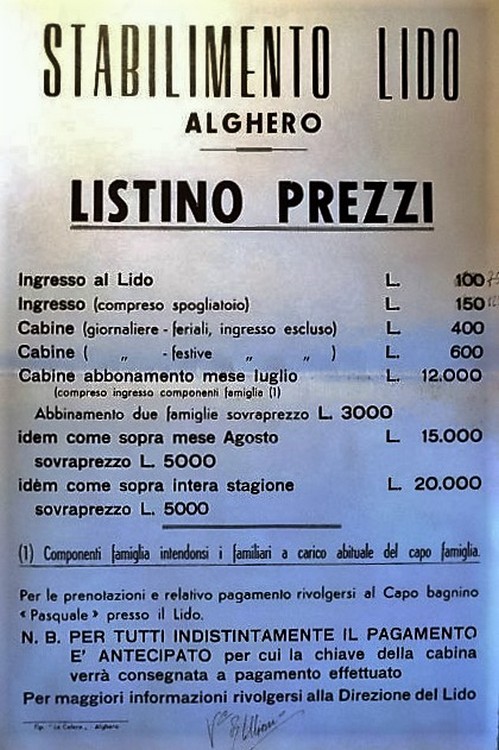 STABILIMENTO LIDO
ALGHERO
LISTINO PREZZI
Ingresso al Lido L. 100
Ingresso (compreso spogliatoio) L. 150
Cabine (giornaliere - feriali, ingresso escluso) L. 400
Cabine ( „ - festive „ „ ) L. 600
Cabine abbonamento mese luglio L. 12.000
(compreso ingresso componenti famiglia (1)
Abbinamento due famiglie sovraprezzo L. 3000
idem come sopra mese Agosto L 15.000
sovraprezzo L. 5000
idèm come sopra intera stagione L. 20.000
sovraprezzo L. 5000
(1) Componenti famiglia intendonsi i familiari a carico abituale del capo famiglia.
Per le prenotazioni e relativo pagamento rivolgersi al Capo bagnino
« Pasquale » presso il Lido.
N. B. PER TUTTI INDISTINTAMENTE IL PAGAMENTO
E' ANTECIPATO per cui la chiave della cabina
verrà consegnata a pagamento effettuato
Per maggiori informazioni rivolgersi alla Direzione del Lido
Tip. - Alghero